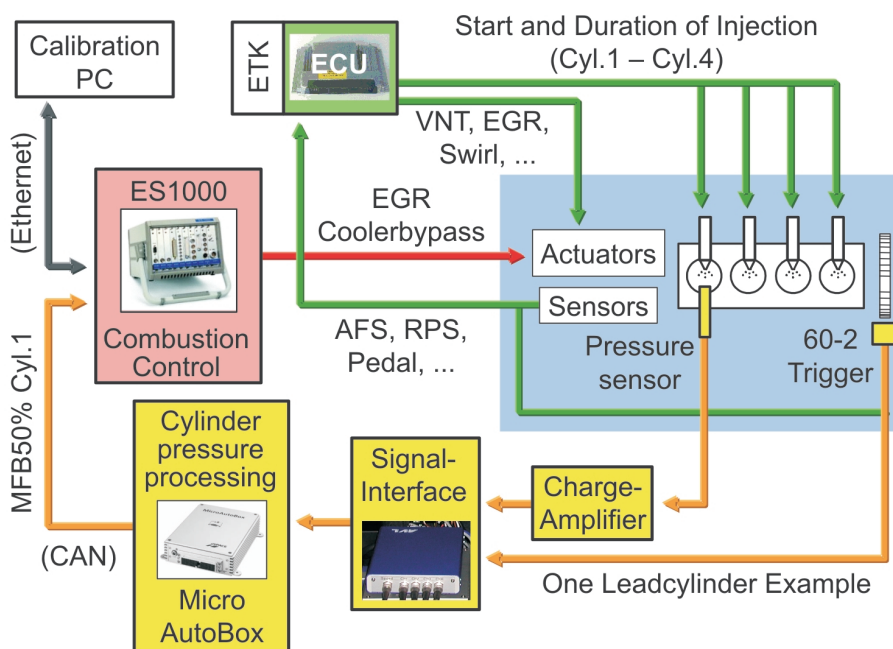 Calibration
PC
ETK
ECU
Start and Duration of Injection
(Cyl.1 – Cyl.4)
VNT, EGR,
Swirl, ...
(Ethernet)
ES1000
Combustion
Control
EGR
Coolerbypass
Actuators
Sensors
AFS, RPS,
Pedal, ...
Pressure
sensor
60-2
Trigger
MFB50% Cyl.1
(CAN)
Cylinder
pressure
processing
MicroAutoBox
Micro
AutoBox
Signal-
Interface
AVL
Charge-
Amplifier
One Leadcylinder Example